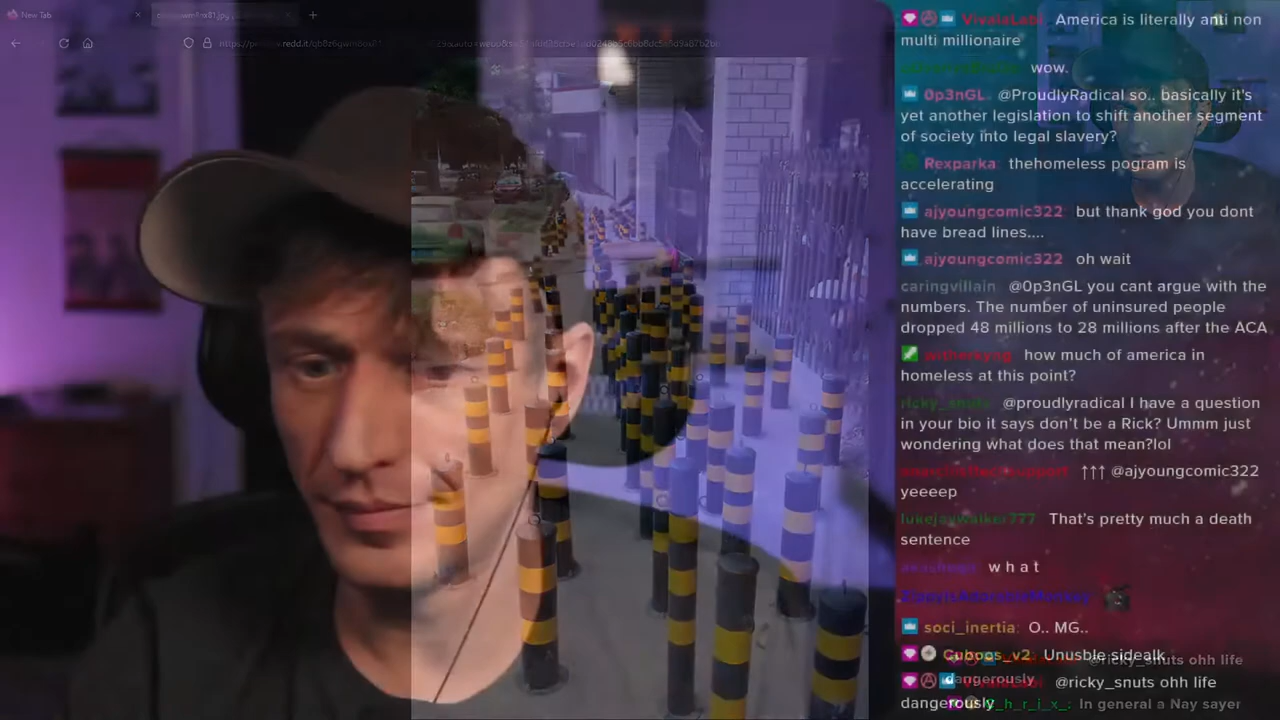 New Tab
VivalaLabi America is literally anti non
multi millionaire
wow.
0p3nGL @ProudlyRadical so.. basically it's
yet another legislation to shift another segment
of society into legal slavery?
Rexparka: thehomeless pogram is
accelerating
ajyoungcomic322 but thank god you dont
have bread lines....
ajyoungcomic322 oh wait
caringvillain @0p3nGL you cant argue with the
numbers. The number of uninsured people
dropped 48 millions to 28 millions after the ACA
how much of america in
homeless at this point?
ricky_snuts @proudlyradical I have a question
in your bio it says don't be a Rick? Ummm just
wondering what does that mean?lol
↑↑↑ @ajyoungcomic322
yeeeep
lukejaywalker777 That's pretty much a death
sentence
w h a t
soci_inertia: O.. MG..
Unusble sidealk
@ricky_snuts ohh life
dangerously
@ricky_snuts ohh life
dangerously
In general a Nay sayer